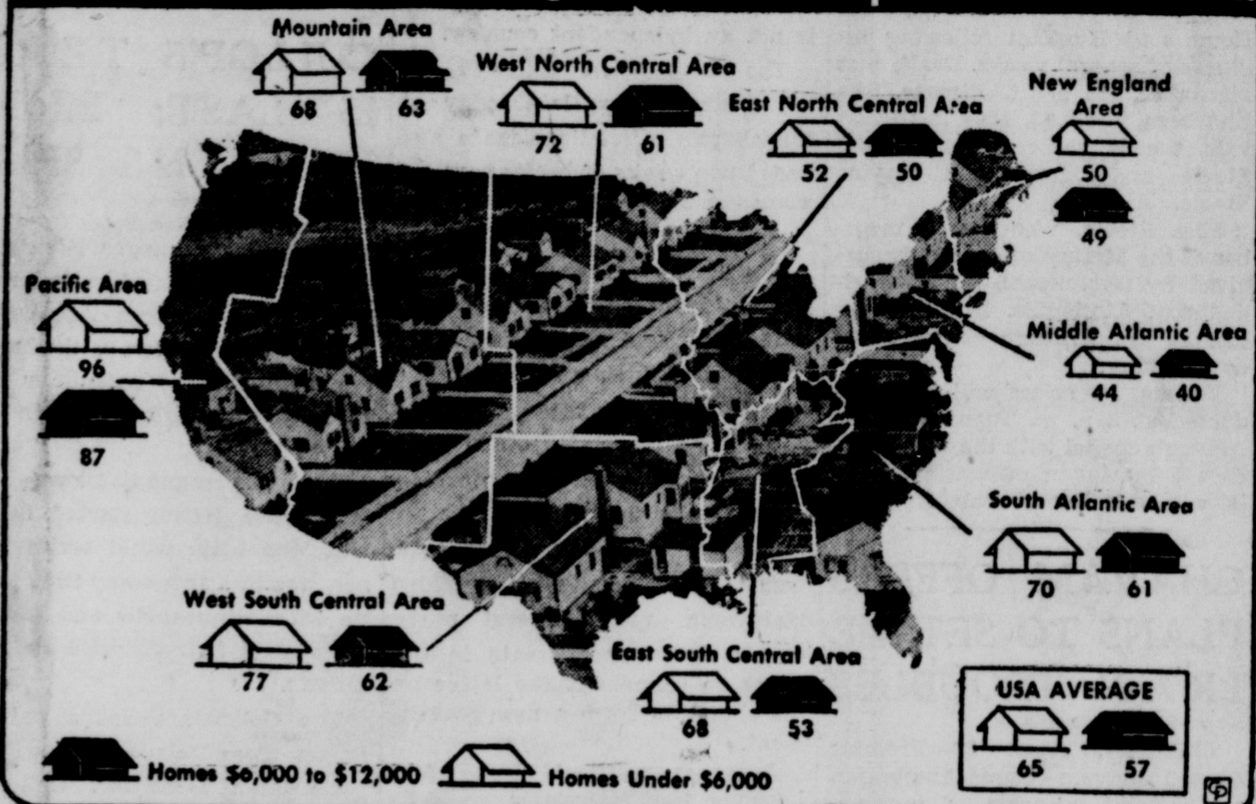 Mountain Area
68 63
West North Central Area
72 61
East North Central Area
52 50
New England
Area
50
49
Pacific Area
96
87
Middle Atlantic Area
44 40
South Atlantic Area
70 61
West South Central Area
77 62
East South Central Area
68 53
USA AVERAGE
65 57
Homes $6,000 to $12,000 Homes Under $6,000